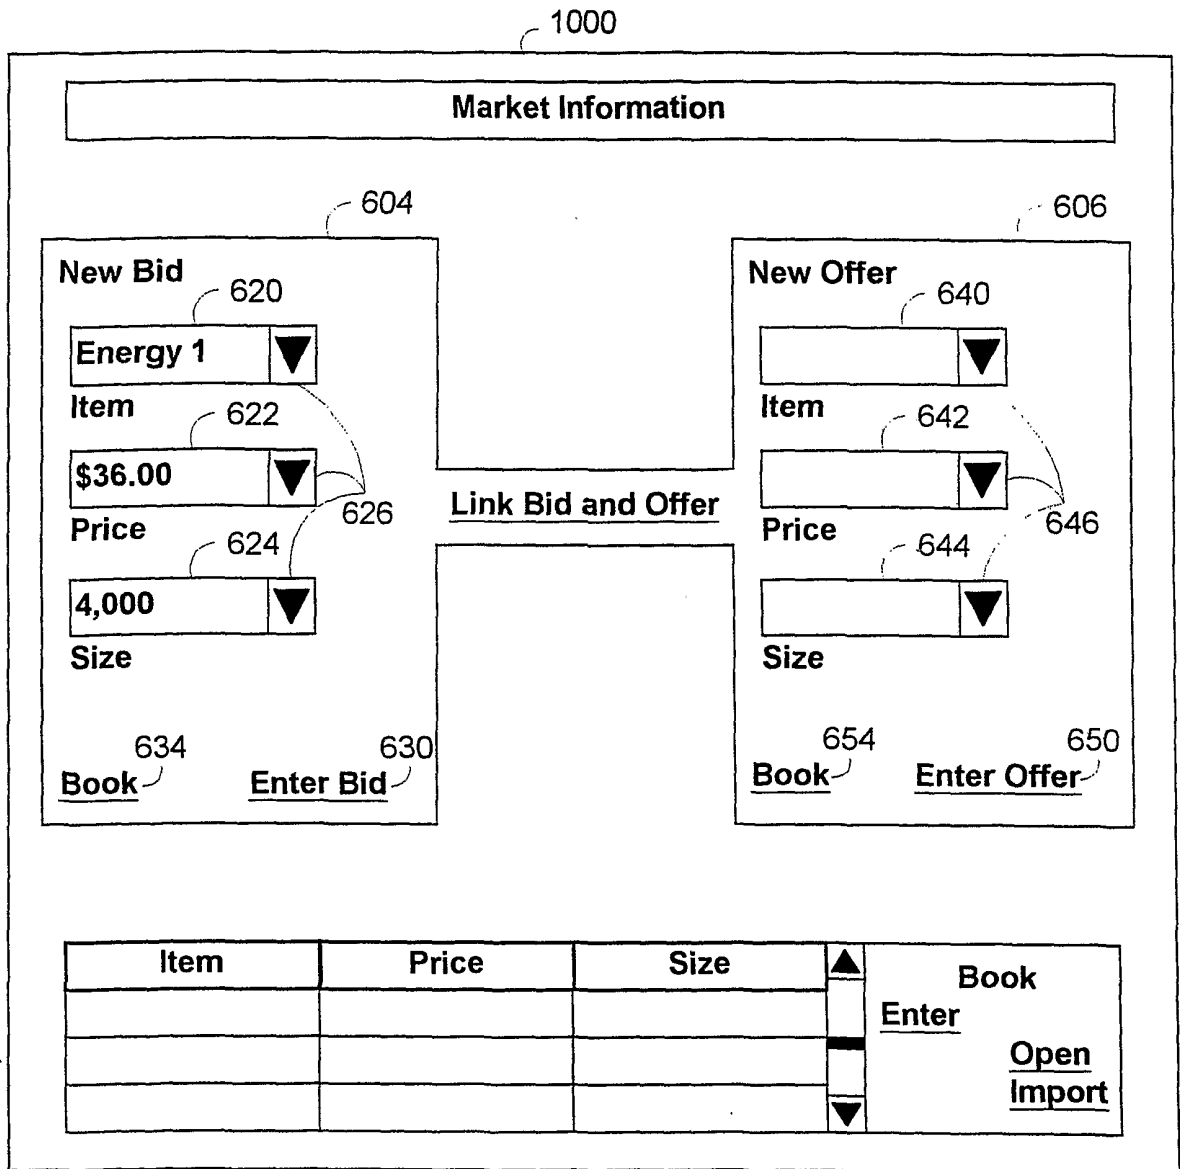 1000
Market Information
604
606
New Bid
New Offer
620
640
Energy 1
Item
Item
622
642
$36.00
Link Bid and Offer
626
646
Price
Price
624
644
4,000
Size
Size
634
630
654
650
Book
Enter Bid
Book
Enter Offer
Item Price Size
Book
Enter
Open
Import